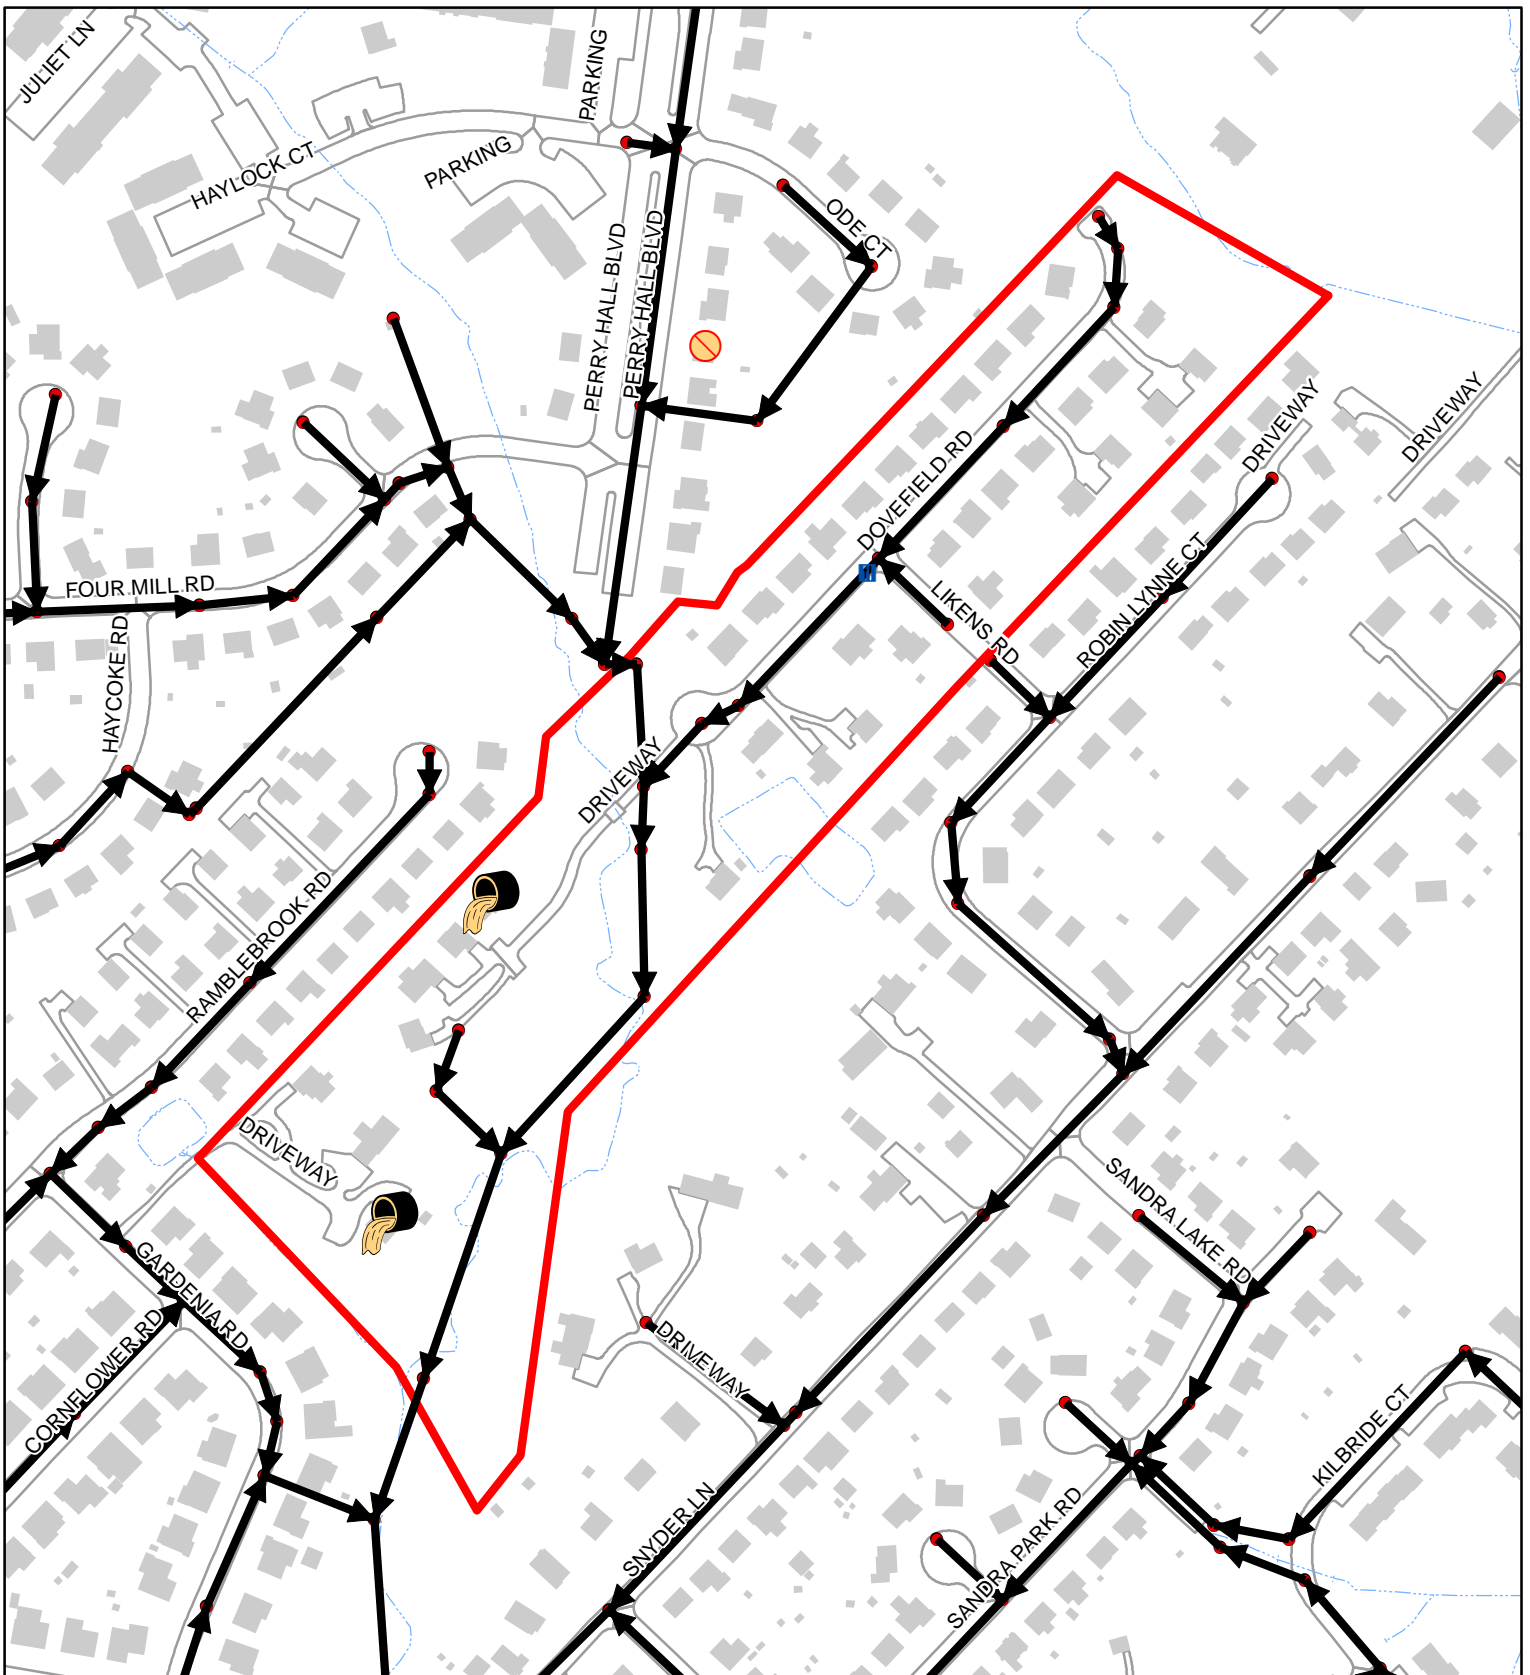 JULIET LN
PARKING
HAYLOCK CT
PARKING
ODE CT
PERRY HALL BLVD
PERRY HALL BLVD
DRIVEWAY
DRIVEWAY
DOVEFIELD RD
FOUR MILL RD
LIKENS RD
ROBIN LYNNE CT
HAYCOKE RD
DRIVEWAY
RAMBLEBROOK RD
DRIVEWAY
SANDRA LAKE RD
GARDENIA RD
CORNFLOWER RD
DRIVEWAY
KILBRIDE CT
SNYDER LN
SANDRA PARK RD